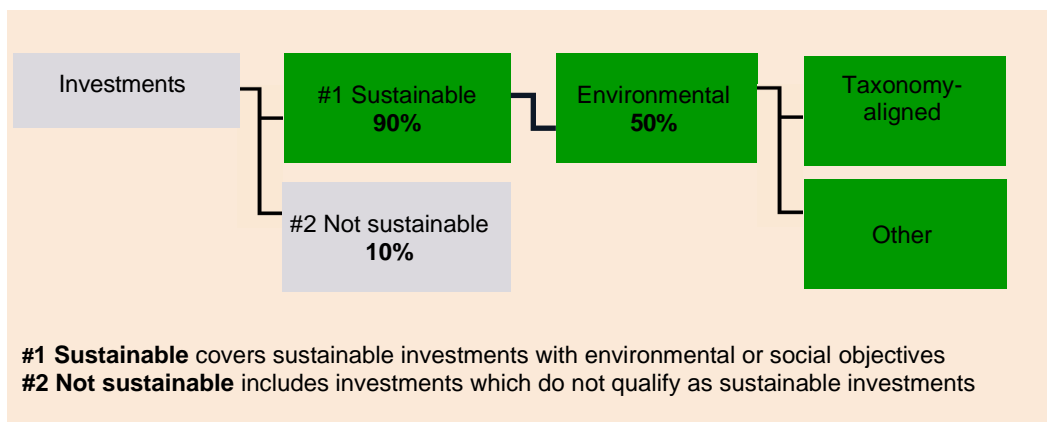 Investments
#1 Sustainable
90%
Environmental
50%
Taxonomy-
aligned
#2 Not sustainable
10%
Other
#1 Sustainable covers sustainable investments with environmental or social objectives
#2 Not sustainable includes investments which do not qualify as sustainable investments